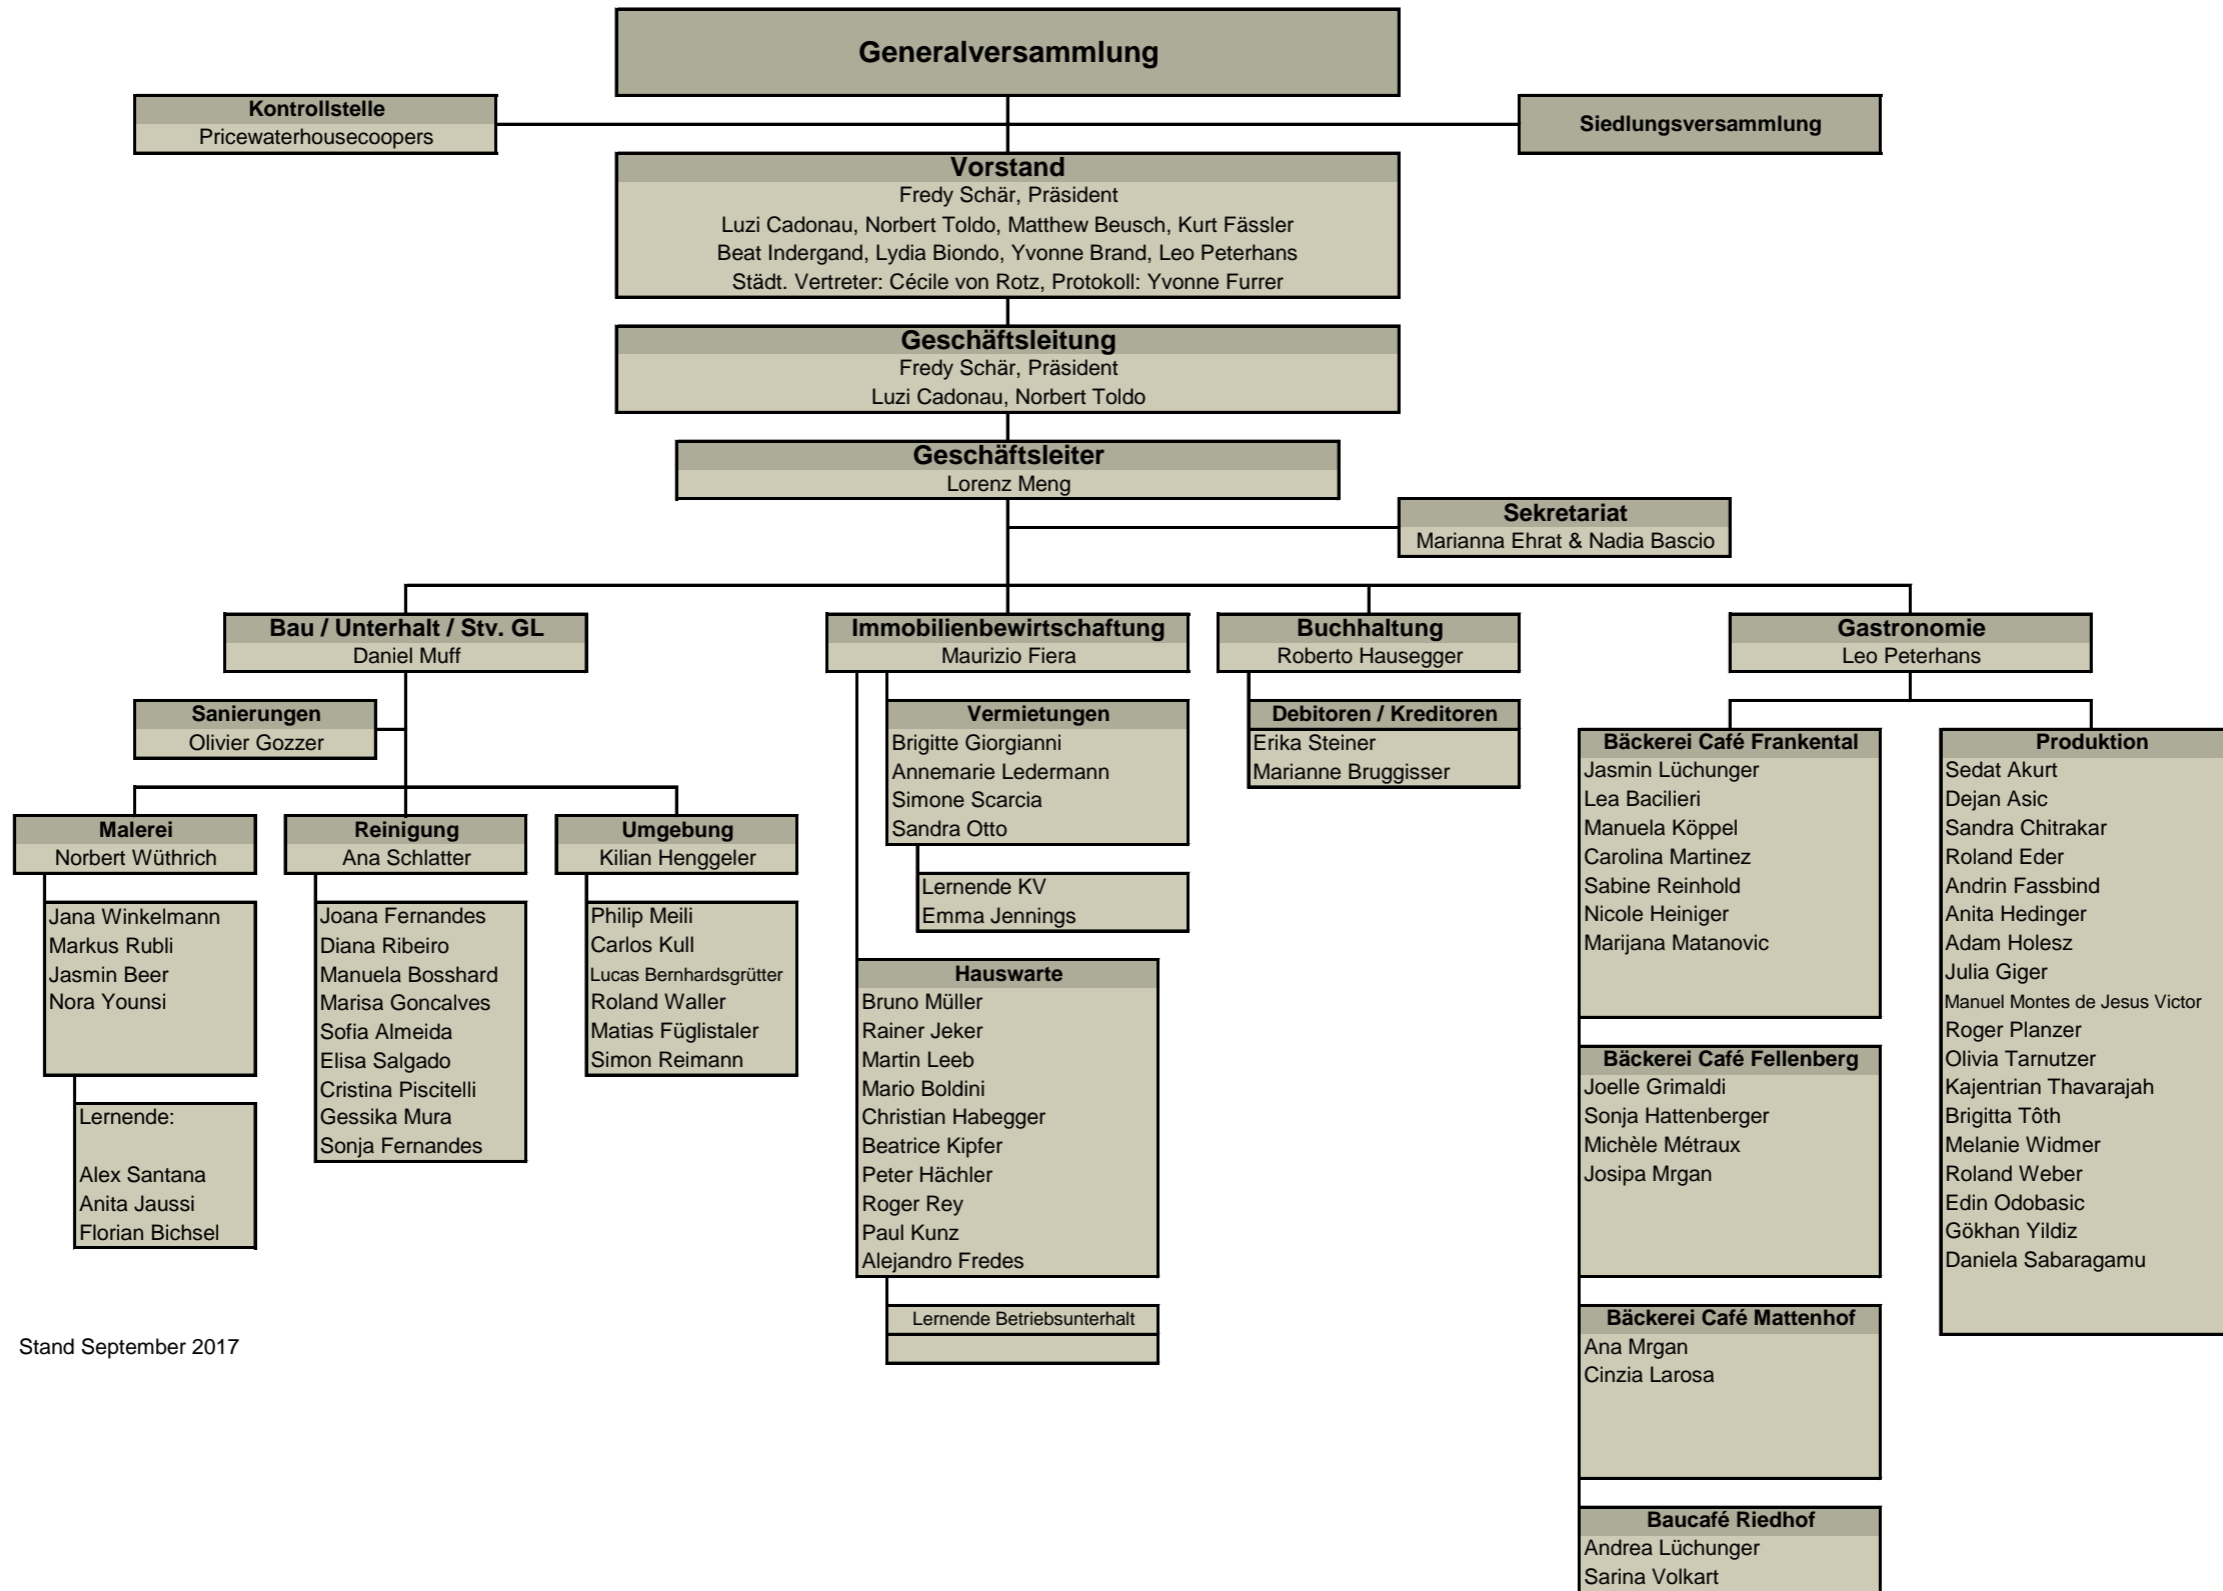 Generalversammlung
Kontrollstelle
Pricewaterhousecoopers
Siedlungsversammlung
Vorstand
Fredy Schär, Präsident
Luzi Cadonau, Norbert Toldo, Matthew Beusch, Kurt Fässler
Beat Indergand, Lydia Biondo, Yvonne Brand, Leo Peterhans
Städt. Vertreter: Cécile von Rotz, Protokoll: Yvonne Furrer
Geschäftsleitung
Fredy Schär, Präsident
Luzi Cadonau, Norbert Toldo
Geschäftsleiter
Lorenz Meng
Sekretariat
Marianna Ehrat & Nadia Bascio
Bau / Unterhalt / Stv. GL
Daniel Muff
Sanierungen
Olivier Gozzer
Malerei
Norbert Wüthrich
Jana Winkelmann
Markus Rubli
Jasmin Beer
Nora Younsi
Lernende:
Alex Santana
Anita Jaussi
Florian Bichsel
Reinigung
Ana Schlatter
Joana Fernandes
Diana Ribeiro
Manuela Bosshard
Marisa Goncalves
Sofia Almeida
Elisa Salgado
Cristina Piscitelli
Gessika Mura
Sonja Fernandes
Umgebung
Kilian Henggeler
Philip Meili
Carlos Kull
Lucas Bernhardsgrütter
Roland Waller
Matias Füglistaler
Simon Reimann
Immobilienbewirtschaftung
Maurizio Fiera
Vermietungen
Brigitte Giorgianni
Annemarie Ledermann
Simone Scarcia
Sandra Otto
Lernende KV
Emma Jennings
Hauswarte
Bruno Müller
Rainer Jeker
Martin Leeb
Mario Boldini
Christian Habegger
Beatrice Kipfer
Peter Hächler
Roger Rey
Paul Kunz
Alejandro Fredes
Lernende Betriebsunterhalt
Buchhaltung
Roberto Hausegger
Debitoren / Kreditoren
Erika Steiner
Marianne Bruggisser
Gastronomie
Leo Peterhans
Bäckerei Café Frankental
Jasmin Lüchunger
Lea Bacilieri
Manuela Köppel
Carolina Martinez
Sabine Reinhold
Nicole Heiniger
Marijana Matanovic
Bäckerei Café Fellenberg
Joelle Grimaldi
Sonja Hattenberger
Michèle Métraux
Josipa Mrgan
Bäckerei Café Mattenhof
Ana Mrgan
Cinzia Larosa
Baucafé Riedhof
Andrea Lüchunger
Sarina Volkart
Produktion
Sedat Akurt
Dejan Asic
Sandra Chitrakar
Roland Eder
Andrin Fassbind
Anita Hedinger
Adam Holesz
Julia Giger
Manuel Montes de Jesus Victor
Roger Planzer
Olivia Tarnutzer
Kajentrian Thavarajah
Brigitta Tôth
Melanie Widmer
Roland Weber
Edin Odobasic
Gökhan Yildiz
Daniela Sabaragamu
Stand September 2017